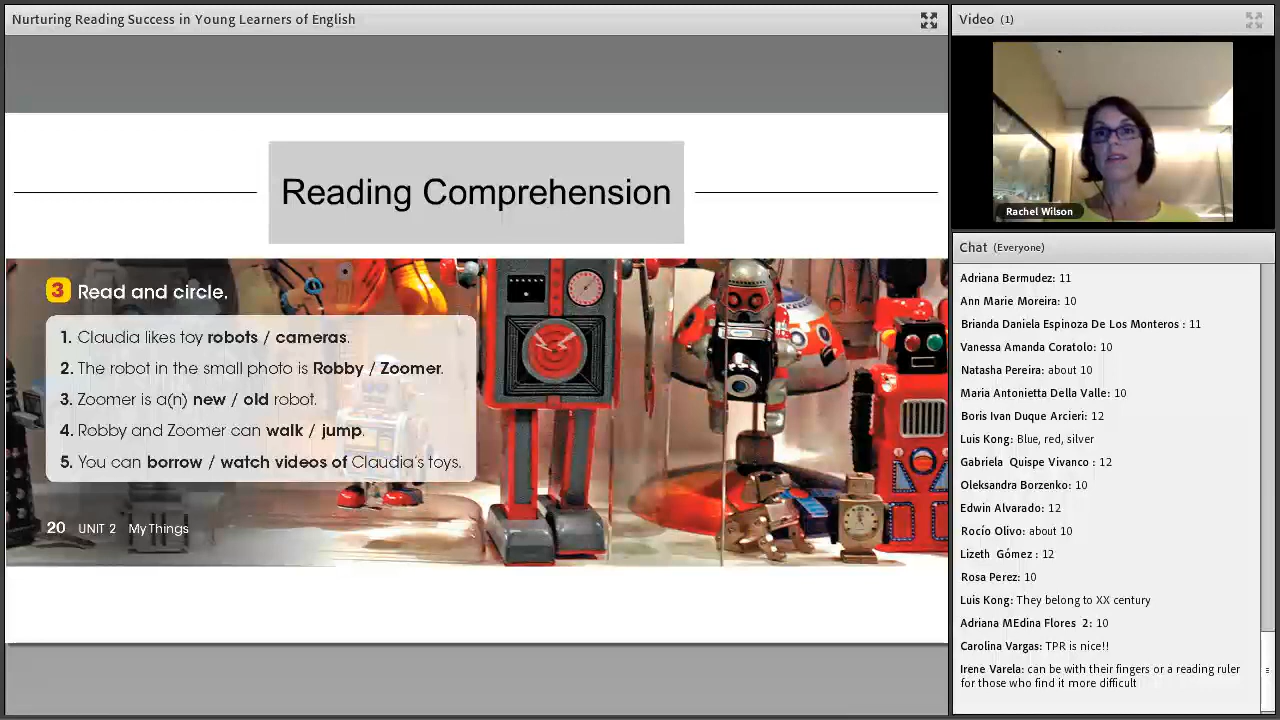 Nurturing Reading Success in Young Learners of English
Reading Comprehension
3 Read and circle.
1. Claudia likes toy robots / cameras.
2. The robot in the small photo is Robby / Zoomer.
3. Zoomer is a(n) new / old robot.
4. Robby and Zoomer can walk / jump.
5. You can borrow / watch videos of Claudia's toys.
20 UNIT 2 My Things
Video (1)
Rachel Wilson
Chat (Everyone)
Adriana Bermudez: 11
Ann Marie Moreira: 10
Brianda Daniela Espinoza De Los Monteros : 11
Vanessa Amanda Coratolo: 10
Natasha Pereira: about 10
Maria Antonietta Della Valle: 10
Boris Ivan Duque Arcieri: 12
Luis Kong: Blue, red, silver
Gabriela Quispe Vivanco : 12
Oleksandra Borzenko: 10
Edwin Alvarado: 12
Rocío Olivo: about 10
Lizeth Gómez : 12
Rosa Perez: 10
Luis Kong: They belong to XX century
Adriana MEdina Flores 2: 10
Carolina Vargas: TPR is nice!!
Irene Varela: can be with their fingers or a reading ruler
for those who find it more difficult